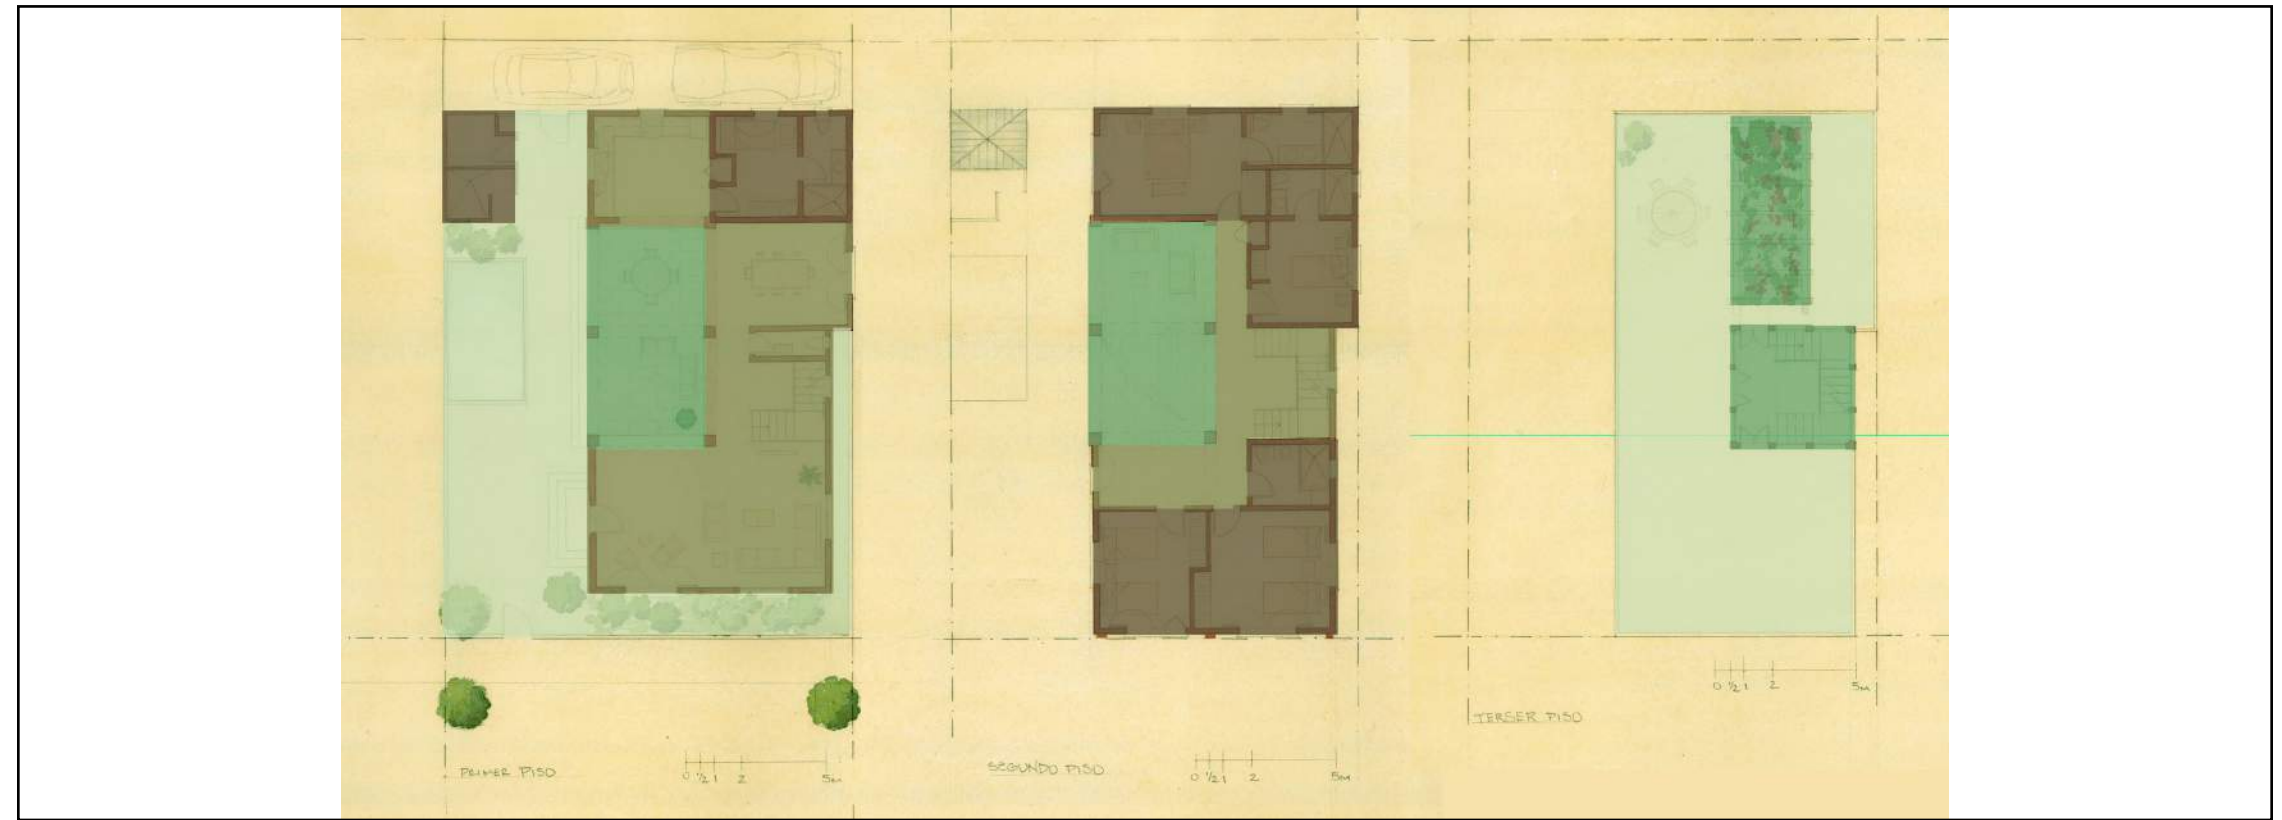 PRIMER PISO
0 ½ 1 2 5M
SEGUNDO PISO
0 ½ 1 2 5M
TERSER PISO
0 ½ 1 2 5M